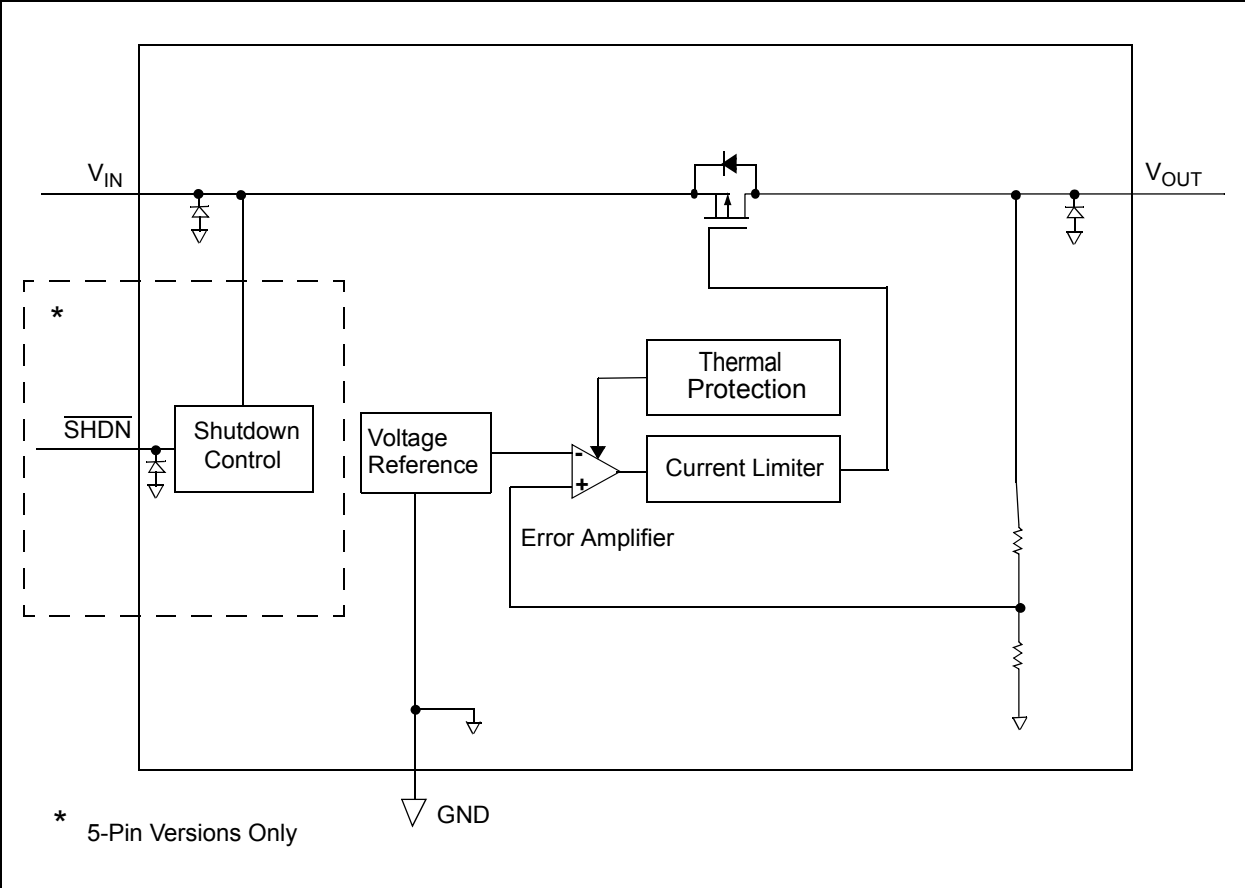 V_IN
V_OUT
*
Thermal
Protection
SHDN
Shutdown
Control
Voltage
Reference
-
+
Current Limiter
Error Amplifier
GND
* 5-Pin Versions Only